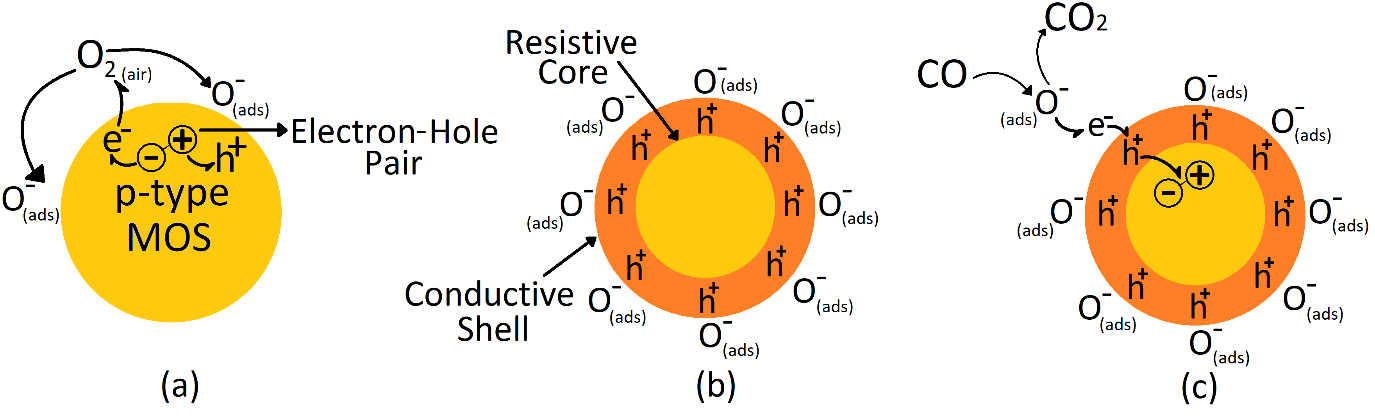 O2 (air)
O⁻(ads)
Electron-Hole
Pair
e⁻
− +
h⁺
O⁻(ads)
p-type
MOS
(a)
Resistive
Core
Conductive
Shell
O⁻(ads)
O⁻(ads)
O⁻(ads)
(ads)O⁻
O⁻(ads)
O⁻(ads)
O⁻(ads)
O⁻(ads)
h⁺
h⁺
h⁺
h⁺
h⁺
h⁺
h⁺
h⁺
(b)
CO2
CO
(ads)O⁻
e⁻
O⁻(ads)
O⁻(ads)
(ads)O⁻
O⁻(ads)
O⁻(ads)
O⁻(ads)
O⁻(ads)
h⁺
h⁺
h⁺
h⁺
h⁺
h⁺
h⁺
h⁺
− +
(c)